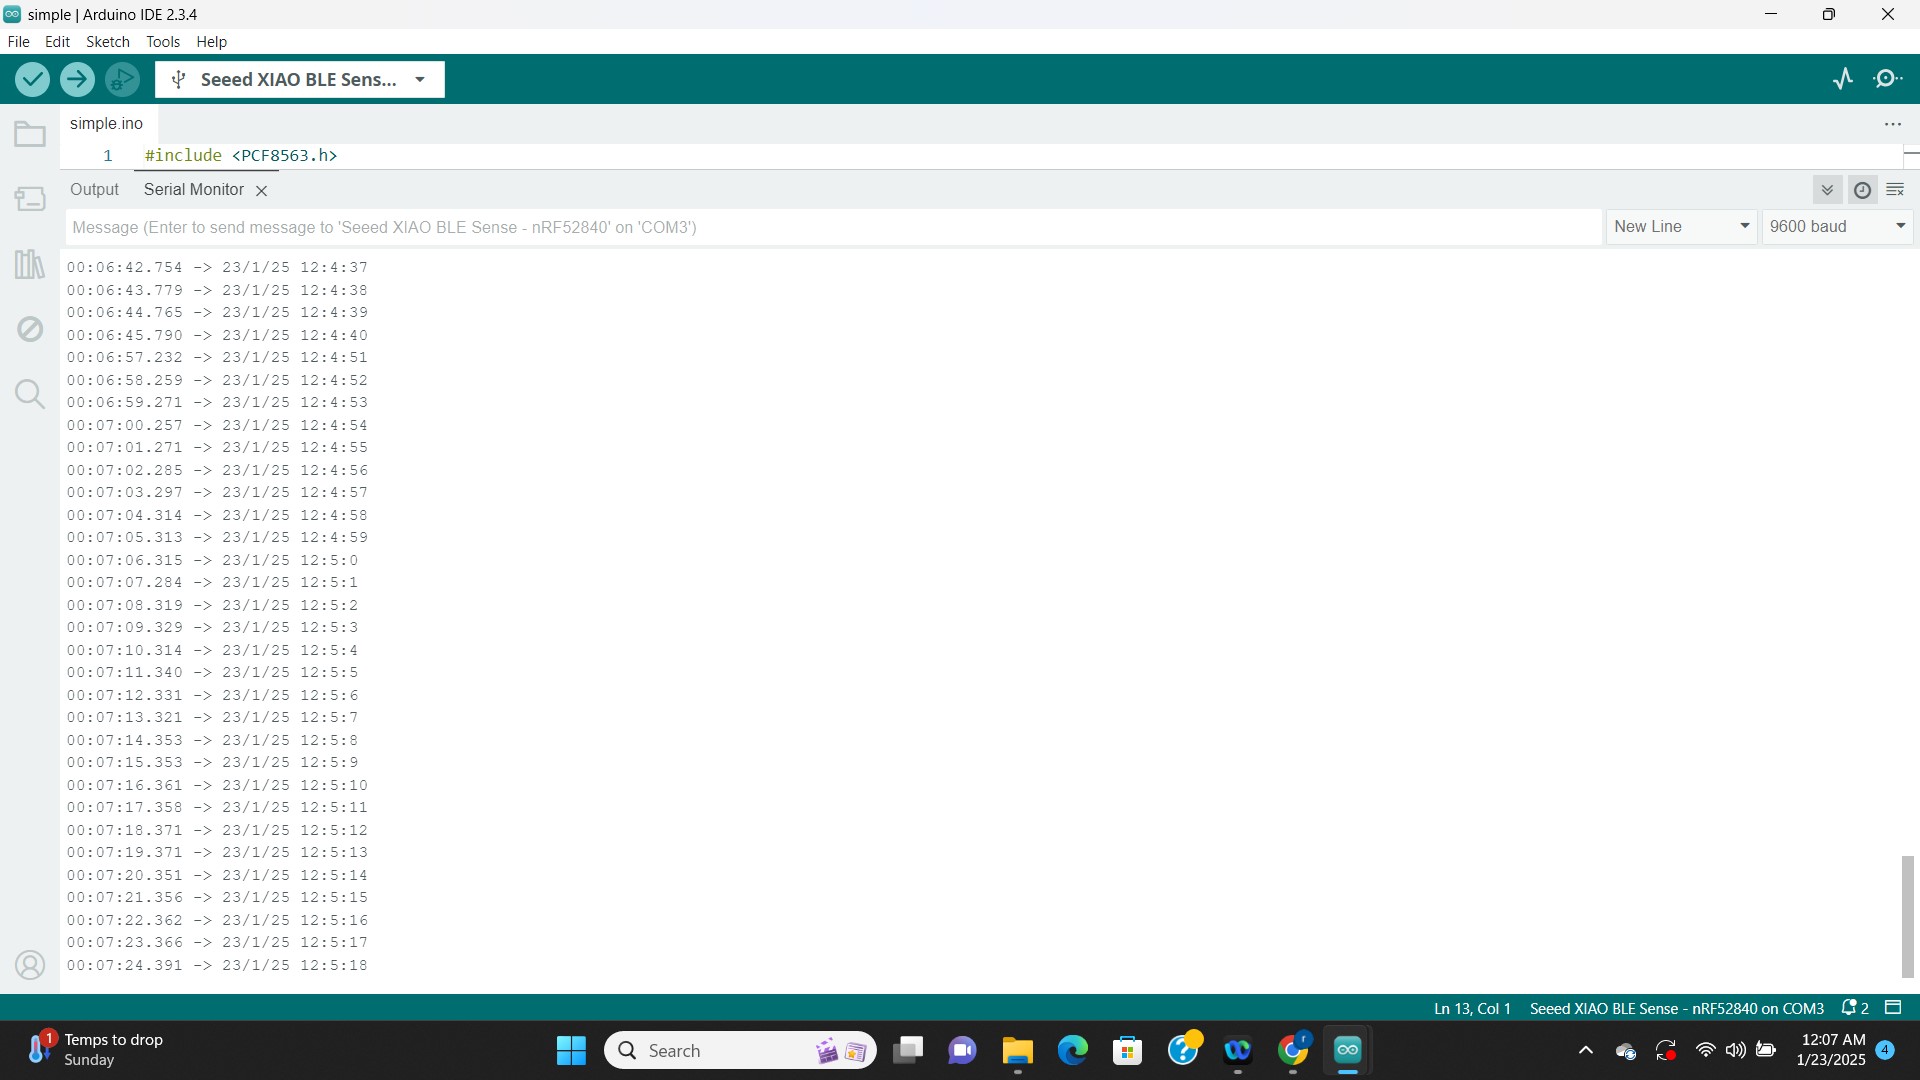 simple | Arduino IDE 2.3.4
File Edit Sketch Tools Help
Seeed XIAO BLE Sens...
simple.ino
1 #include <PCF8563.h>
Output Serial Monitor
Message (Enter to send message to 'Seeed XIAO BLE Sense - nRF52840' on 'COM3') New Line 9600 baud
00:06:42.754 -> 23/1/25 12:4:37
00:06:43.779 -> 23/1/25 12:4:38
00:06:44.765 -> 23/1/25 12:4:39
00:06:45.790 -> 23/1/25 12:4:40
00:06:57.232 -> 23/1/25 12:4:51
00:06:58.259 -> 23/1/25 12:4:52
00:06:59.271 -> 23/1/25 12:4:53
00:07:00.257 -> 23/1/25 12:4:54
00:07:01.271 -> 23/1/25 12:4:55
00:07:02.285 -> 23/1/25 12:4:56
00:07:03.297 -> 23/1/25 12:4:57
00:07:04.314 -> 23/1/25 12:4:58
00:07:05.313 -> 23/1/25 12:4:59
00:07:06.315 -> 23/1/25 12:5:0
00:07:07.284 -> 23/1/25 12:5:1
00:07:08.319 -> 23/1/25 12:5:2
00:07:09.329 -> 23/1/25 12:5:3
00:07:10.314 -> 23/1/25 12:5:4
00:07:11.340 -> 23/1/25 12:5:5
00:07:12.331 -> 23/1/25 12:5:6
00:07:13.321 -> 23/1/25 12:5:7
00:07:14.353 -> 23/1/25 12:5:8
00:07:15.353 -> 23/1/25 12:5:9
00:07:16.361 -> 23/1/25 12:5:10
00:07:17.358 -> 23/1/25 12:5:11
00:07:18.371 -> 23/1/25 12:5:12
00:07:19.371 -> 23/1/25 12:5:13
00:07:20.351 -> 23/1/25 12:5:14
00:07:21.356 -> 23/1/25 12:5:15
00:07:22.362 -> 23/1/25 12:5:16
00:07:23.366 -> 23/1/25 12:5:17
00:07:24.391 -> 23/1/25 12:5:18
Ln 13, Col 1 Seeed XIAO BLE Sense - nRF52840 on COM3 2
1 Temps to drop
Sunday
Search
r
12:07 AM
1/23/2025
4